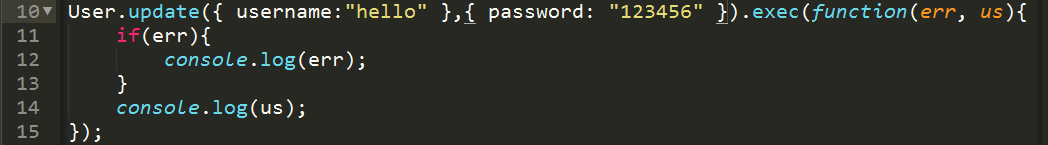 10 User.update({ username:"hello" },{ password: "123456" }).exec(function(err, us){
11     if(err){
12         console.log(err);
13     }
14     console.log(us);
15 });